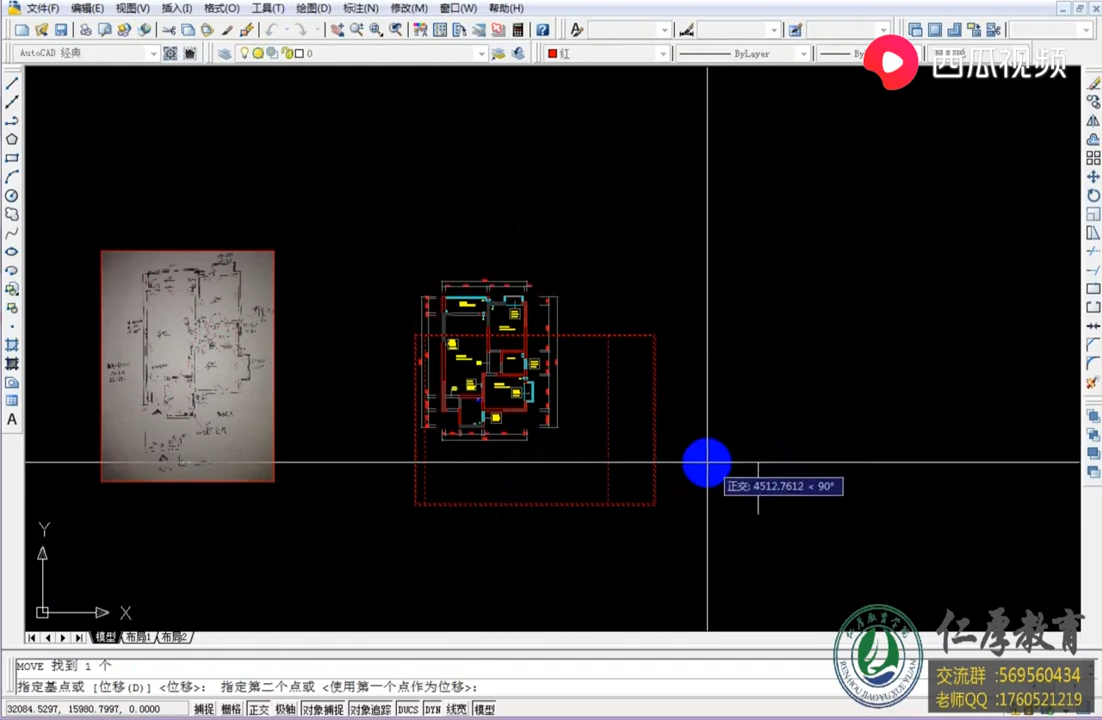 文件(F) 编辑(E) 视图(V) 插入(I) 格式(O) 工具(T) 绘图(D) 标注(N) 修改(M) 窗口(W) 帮助(H)
AutoCAD 经典
0
红
ByLayer
西瓜视频
正交: 4512.7612 < 90°
Y
X
模型 布局1 布局2
MOVE 找到 1 个
指定基点或 [位移(D)] <位移>: 指定第二个点或 <使用第一个点作为位移>:
32084.5297, 15980.7997, 0.0000 捕捉 栅格 正交 极轴 对象捕捉 对象追踪 DUCS DYN 线宽 模型
仁厚教育
交流群 :569560434
老师QQ :1760521219